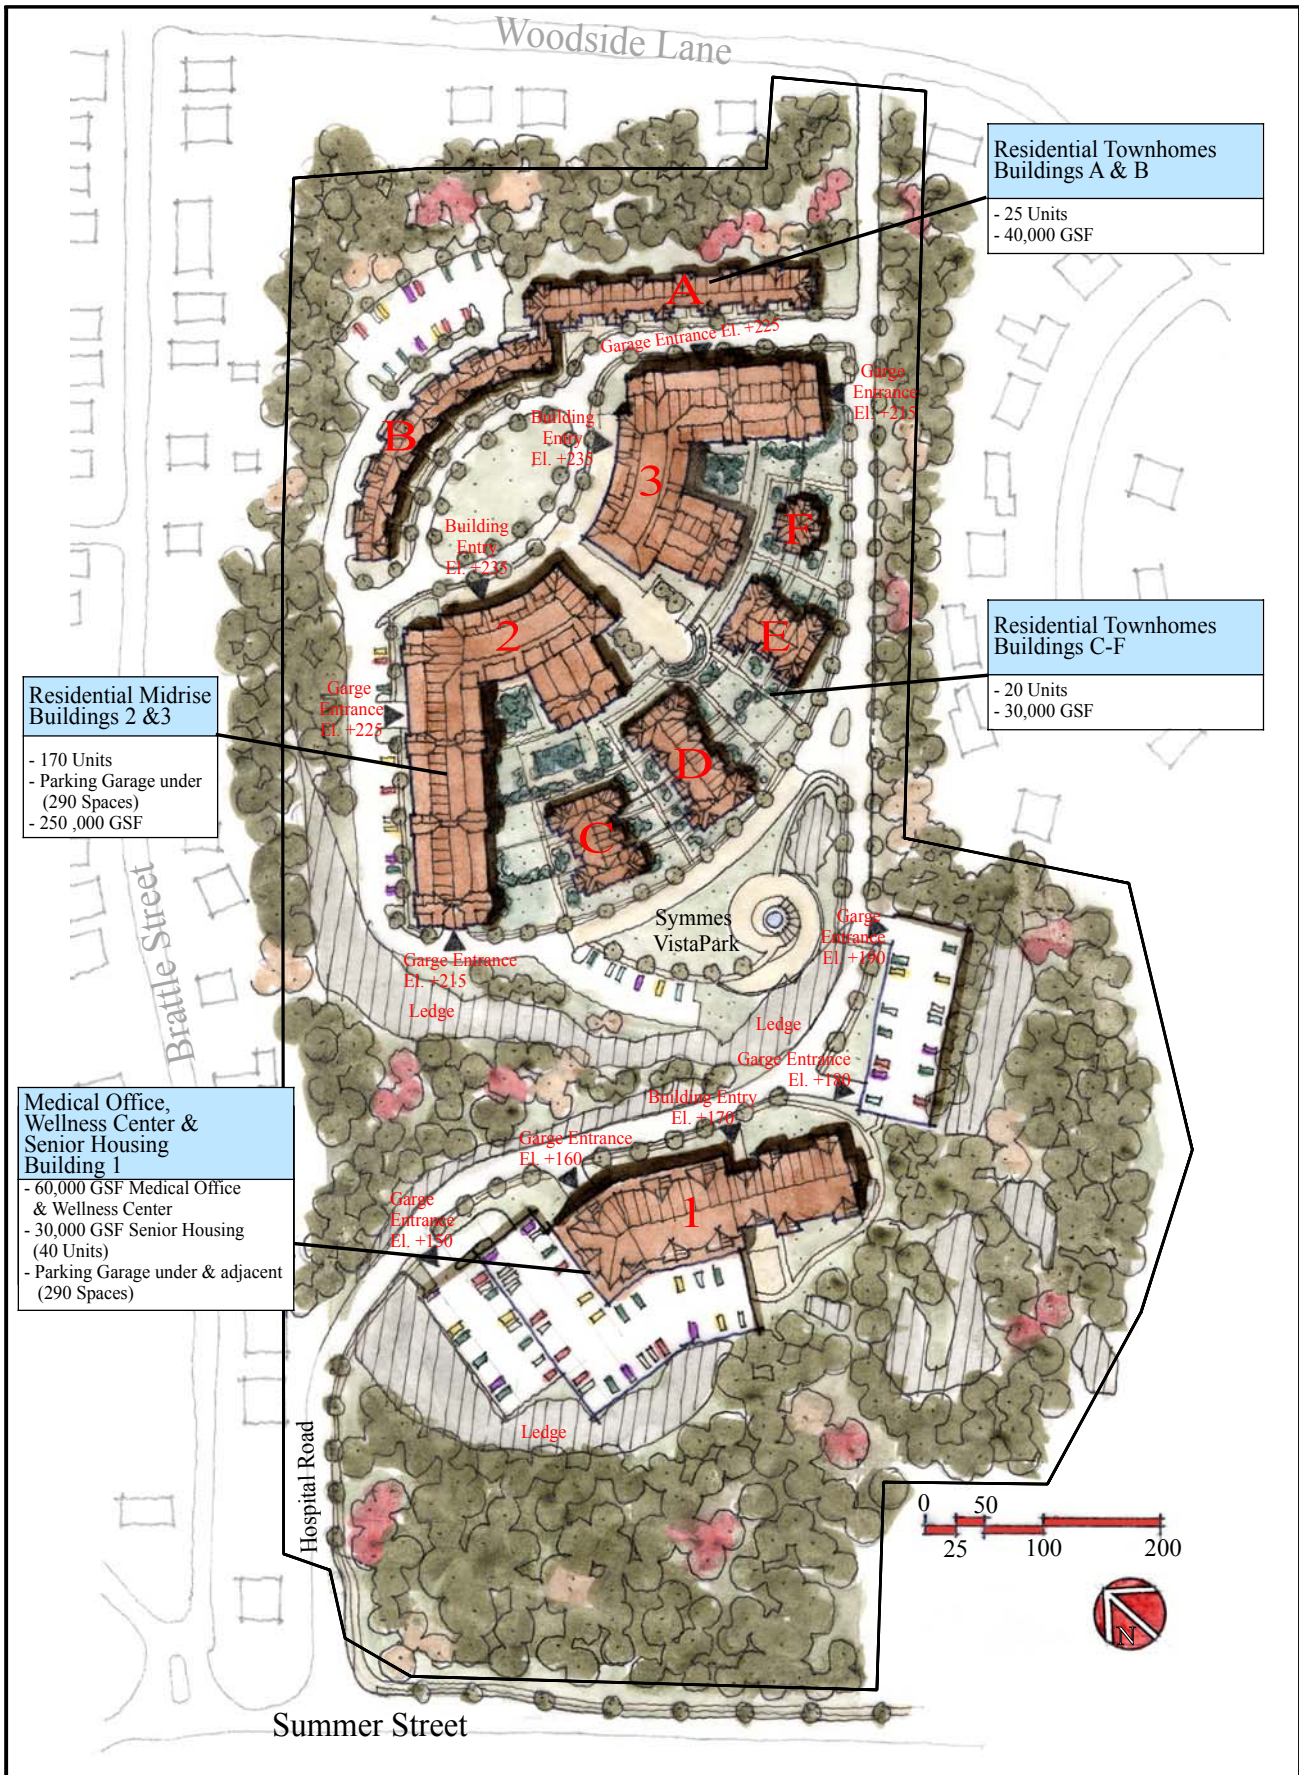 Woodside Lane
Residential Townhomes
Buildings A & B
- 25 Units
- 40,000 GSF
A
Garage Entrance El. +225
Garge
Entrance
El. +215
B
Building
Entry
El. +235
3
F
Building
Entry
El. +235
2
E
Residential Townhomes
Buildings C-F
- 20 Units
- 30,000 GSF
Residential Midrise
Buildings 2 &3
- 170 Units
- Parking Garage under
(290 Spaces)
- 250 ,000 GSF
Garge
Entrance
El. +225
D
C
Brattle Street
Symmes
VistaPark
Garge
Entrance
El. +190
Garge Entrance
El. +215
Ledge
Ledge
Garge Entrance
El. +180
Building Entry
El. +170
Garge Entrance
El. +160
Garge
Entrance
El. +150
1
Medical Office,
Wellness Center &
Senior Housing
Building 1
- 60,000 GSF Medical Office
& Wellness Center
- 30,000 GSF Senior Housing
(40 Units)
- Parking Garage under & adjacent
(290 Spaces)
Ledge
Hospital Road
0 50
25 100 200
N
Summer Street